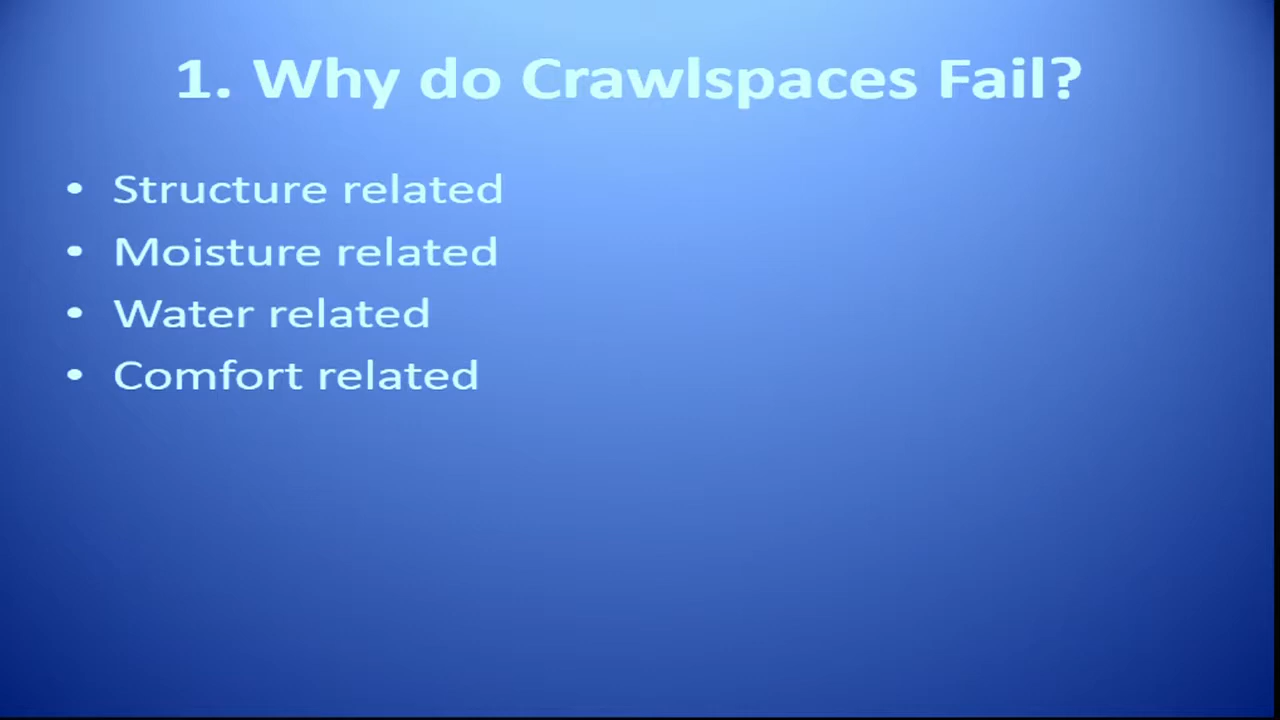 1. Why do Crawlspaces Fail?
• Structure related
• Moisture related
• Water related
• Comfort related